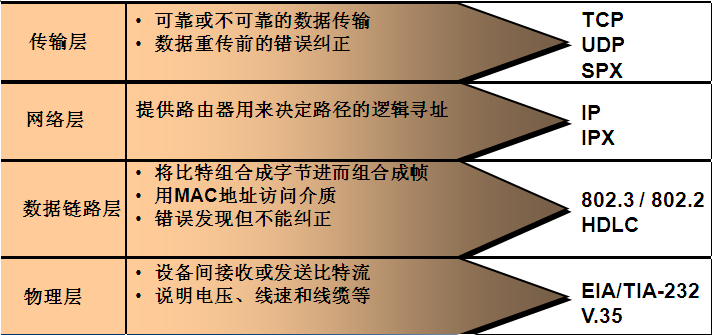 传输层
• 可靠或不可靠的数据传输
• 数据重传前的错误纠正
TCP
UDP
SPX
网络层
提供路由器用来决定路径的逻辑寻址
IP
IPX
数据链路层
• 将比特组合成字节进而组合成帧
• 用MAC地址访问介质
• 错误发现但不能纠正
802.3 / 802.2
HDLC
物理层
• 设备间接收或发送比特流
• 说明电压、线速和线缆等
EIA/TIA-232
V.35